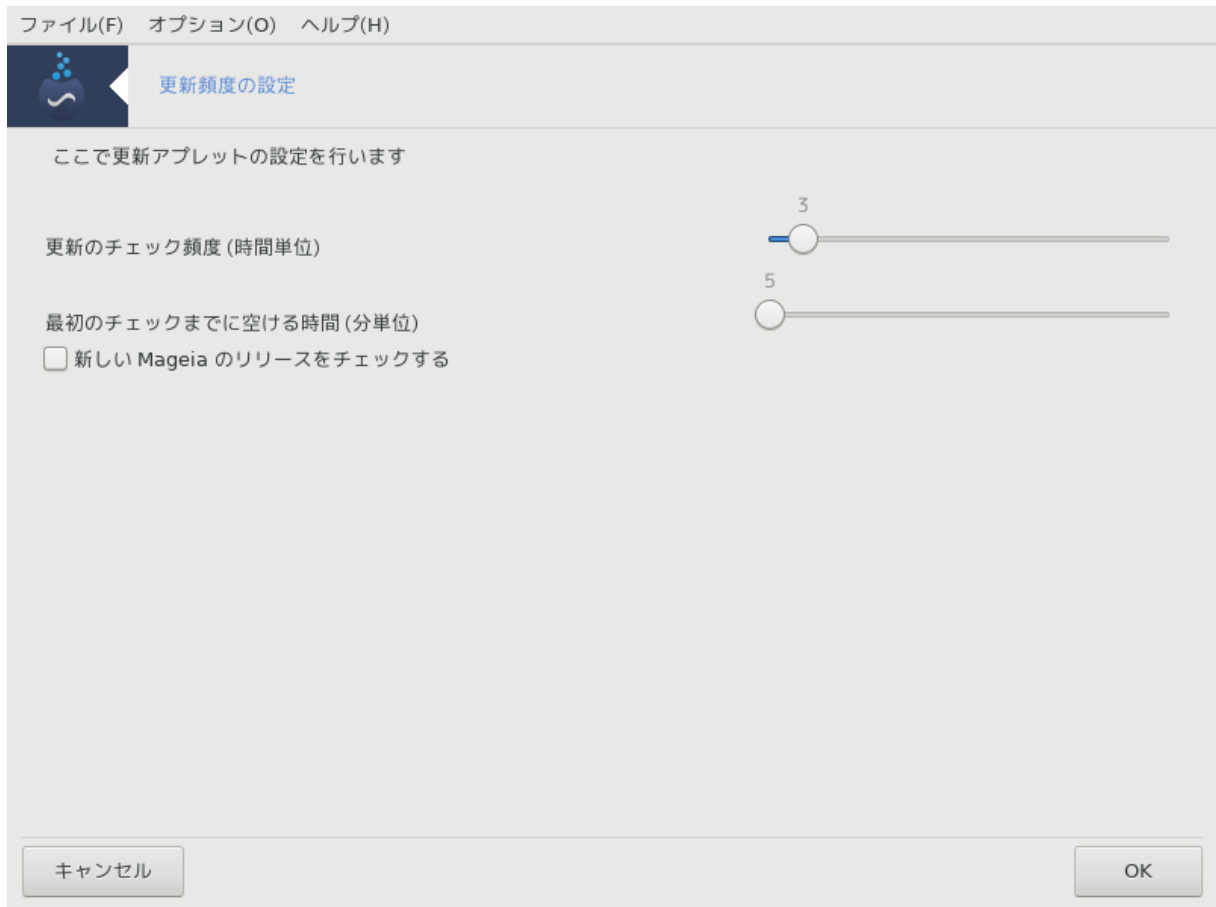 ファイル(F) オプション(O) ヘルプ(H)
更新頻度の設定
ここで更新アプレットの設定を行います
3
更新のチェック頻度 (時間単位)
5
最初のチェックまでに空ける時間 (分単位)
新しい Mageia のリリースをチェックする
キャンセル
OK